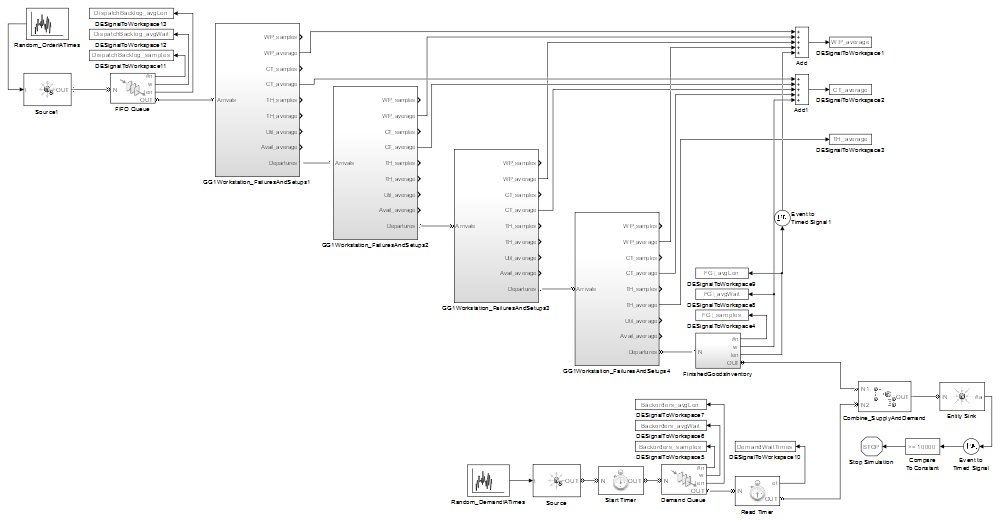 Random_OrderIATimes
DispatchBacklog_avgLen
DESignalToWorkspace13
DispatchBacklog_avgWait
DESignalToWorkspace12
DispatchBacklog_samples
DESignalToWorkspace11
OUT
Source1
IN
#n
w
len
OUT
FIFO Queue
Arrivals
WP_samples
WP_average
CT_samples
CT_average
TH_samples
TH_average
Util_average
Avail_average
Departures
GG1Workstation_FailuresAndSetups1
Arrivals
WP_samples
WP_average
CT_samples
CT_average
TH_samples
TH_average
Util_average
Avail_average
Departures
GG1Workstation_FailuresAndSetups2
Arrivals
WP_samples
WP_average
CT_samples
CT_average
TH_samples
TH_average
Util_average
Avail_average
Departures
GG1Workstation_FailuresAndSetups3
Arrivals
WP_samples
WP_average
CT_samples
CT_average
TH_samples
TH_average
Util_average
Avail_average
Departures
GG1Workstation_FailuresAndSetups4
Add
WP_average
DESignalToWorkspace1
Add1
CT_average
DESignalToWorkspace2
TH_average
DESignalToWorkspace3
Event to
Timed Signal1
FGI_avgLen
DESignalToWorkspace9
FGI_avgWait
DESignalToWorkspace8
FGI_samples
DESignalToWorkspace4
IN
#n
w
len
OUT
FinishedGoodsInventory
IN1
IN2
OUT
Combine_SupplyAndDemand
IN
#a
Entity Sink
STOP
Stop Simulation
>= 10000
Compare
To Constant
Event to
Timed Signal
Backorders_avgLen
DESignalToWorkspace7
Backorders_avgWait
DESignalToWorkspace6
Backorders_samples
DESignalToWorkspace5
DemandWaitTimes
DESignalToWorkspace10
Random_DemandIATimes
OUT
Source
IN
OUT
Start Timer
IN
#n
w
len
OUT
Demand Queue
IN
et
OUT
Read Timer